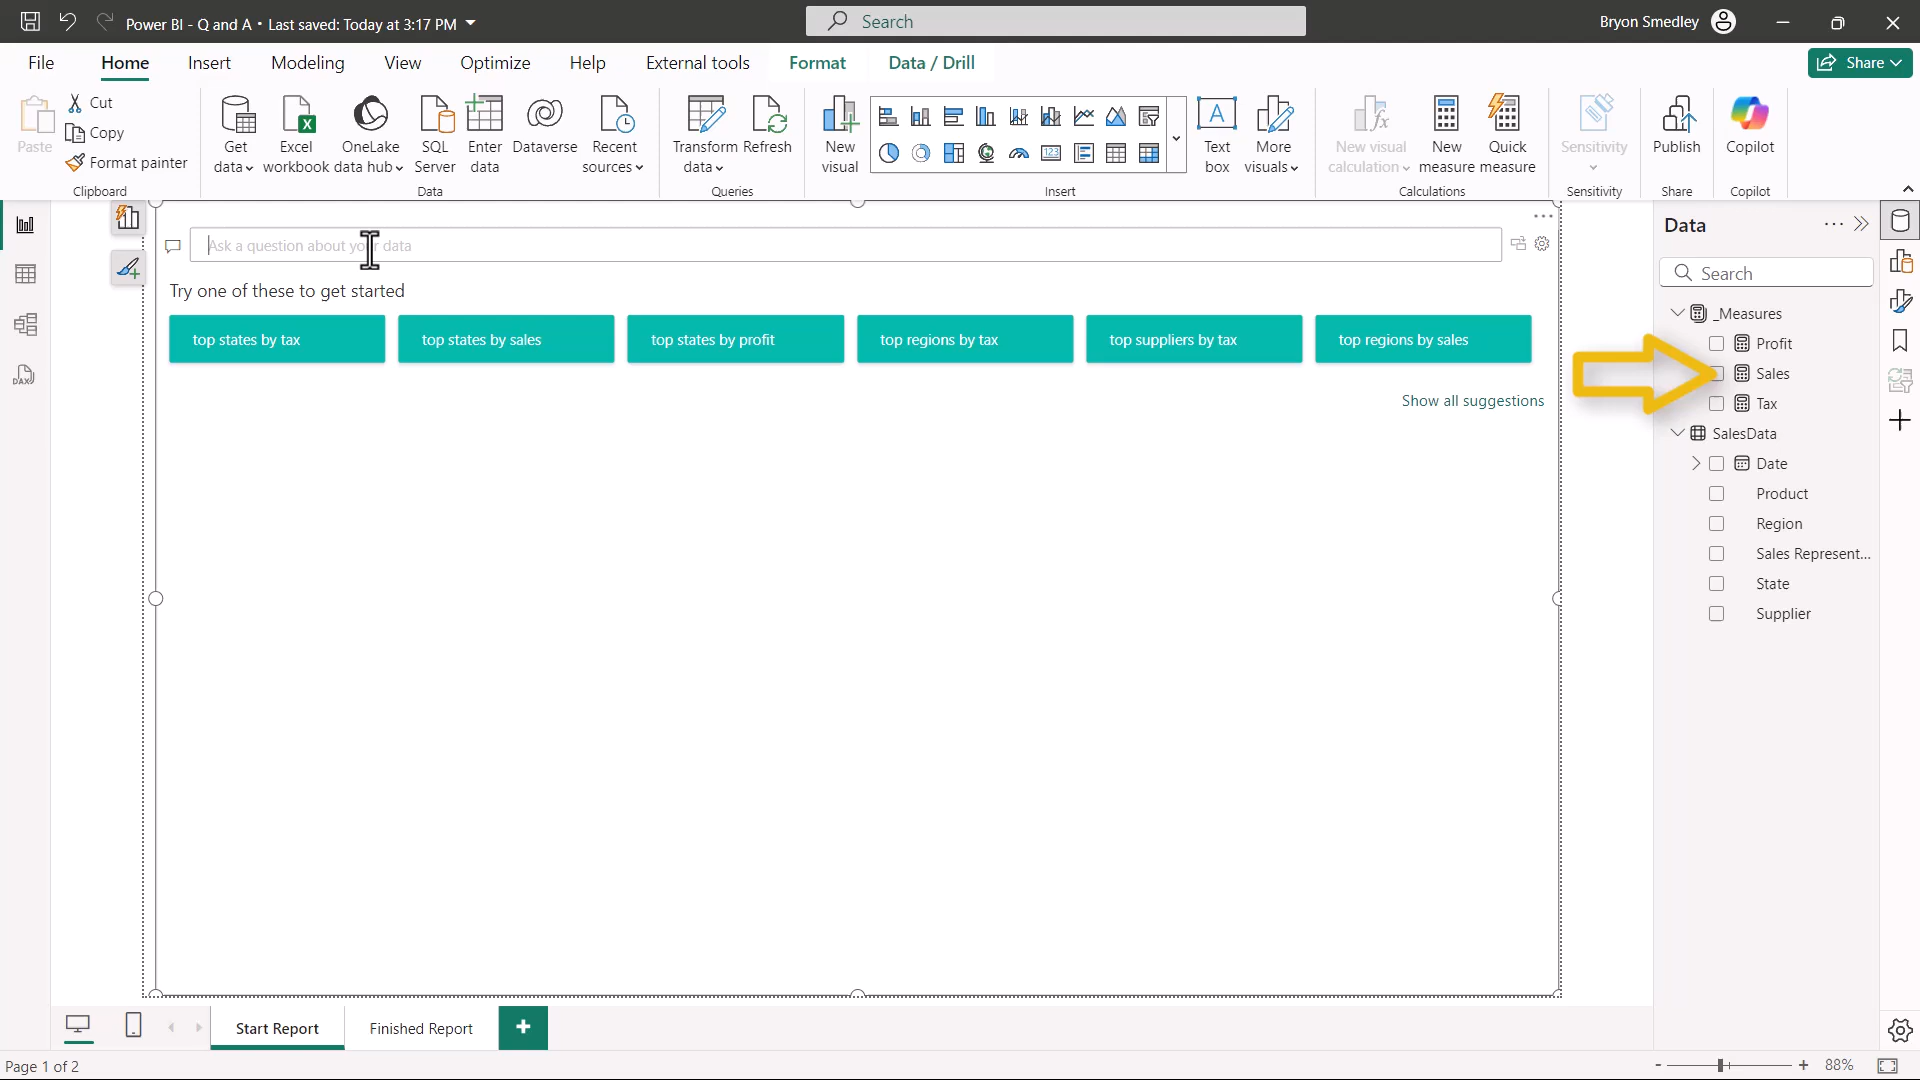 Power BI - Q and A • Last saved: Today at 3:17 PM
Search
Bryon Smedley
File
Home
Insert
Modeling
View
Optimize
Help
External tools
Format
Data / Drill
Share
Paste
Cut
Copy
Format painter
Clipboard
Get data
Excel workbook
OneLake data hub
SQL Server
Enter data
Dataverse
Recent sources
Data
Transform data
Refresh
Queries
New visual
Text box
More visuals
Insert
New visual calculation
New measure
Quick measure
Calculations
Sensitivity
Sensitivity
Publish
Share
Copilot
Copilot
Ask a question about your data
Try one of these to get started
top states by tax
top states by sales
top states by profit
top regions by tax
top suppliers by tax
top regions by sales
Show all suggestions
Data
Search
_Measures
Profit
Sales
Tax
SalesData
Date
Product
Region
Sales Represent...
State
Supplier
Start Report
Finished Report
Page 1 of 2
88%